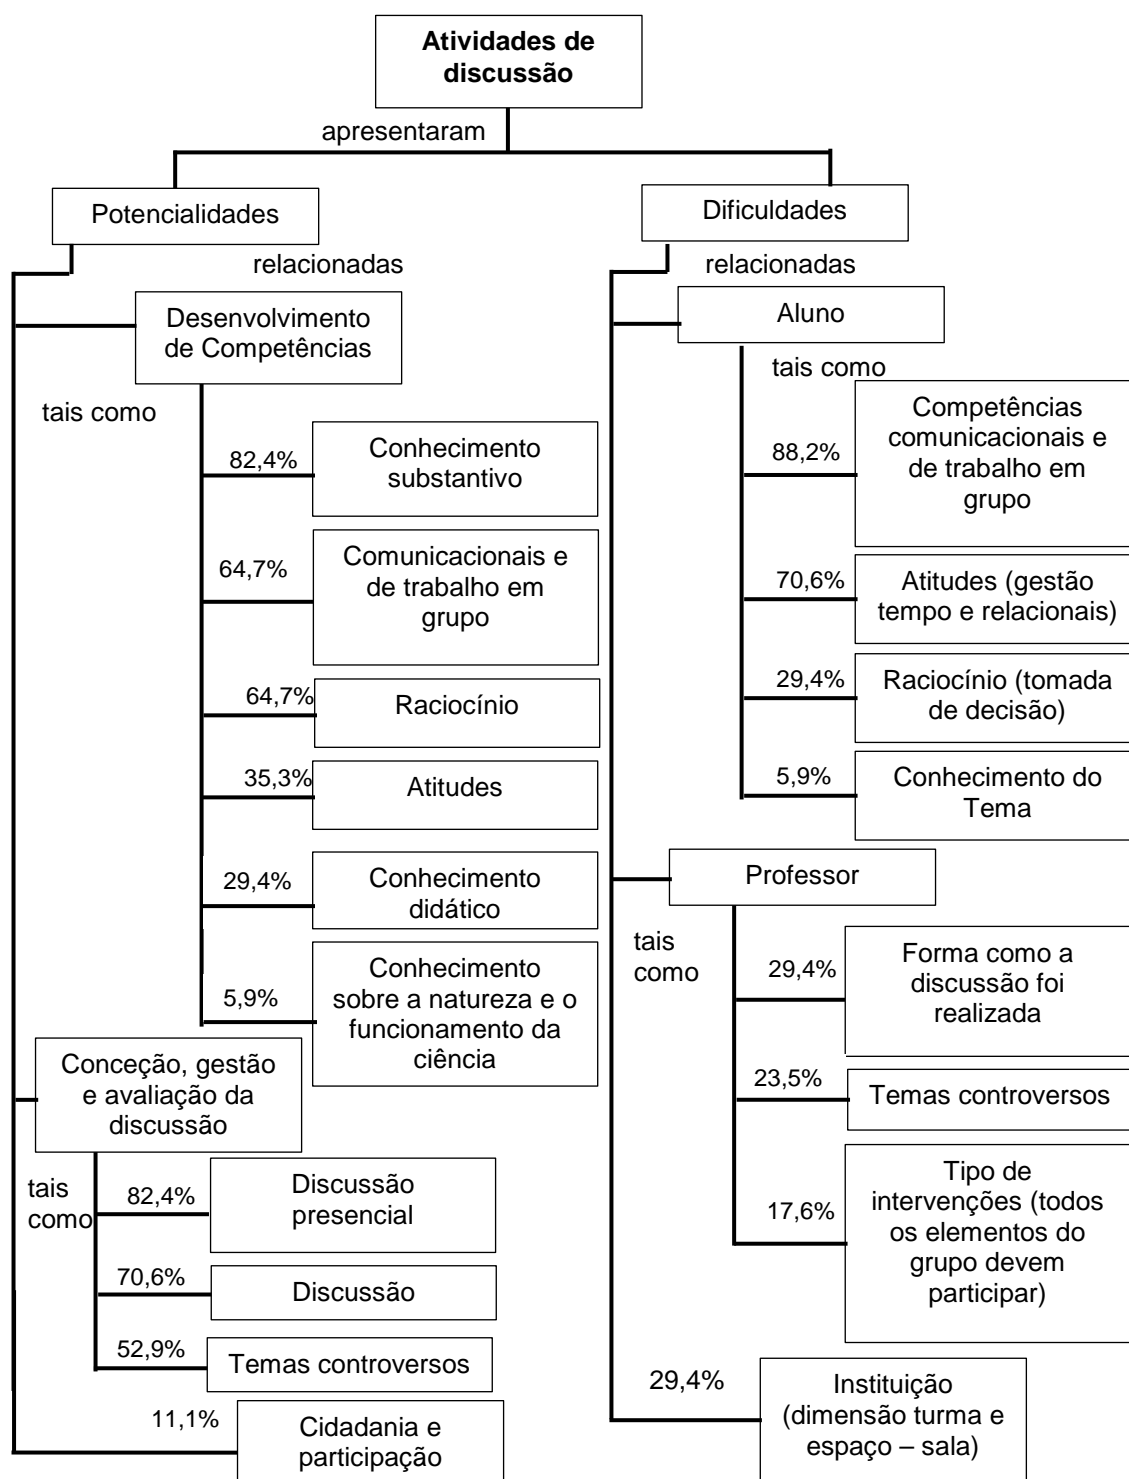 Atividades de
discussão
apresentaram
Potencialidades
relacionadas
Desenvolvimento
de Competências
tais como
82,4%
Conhecimento
substantivo
64,7%
Comunicacionais e
de trabalho em
grupo
64,7%
Raciocínio
35,3%
Atitudes
29,4%
Conhecimento
didático
5,9%
Conhecimento
sobre a natureza e o
funcionamento da
ciência
Conceção, gestão
e avaliação da
discussão
tais
como
82,4%
Discussão
presencial
70,6%
Discussão
52,9%
Temas controversos
11,1%
Cidadania e
participação
Dificuldades
relacionadas
Aluno
tais como
88,2%
Competências
comunicacionais e
de trabalho em
grupo
70,6%
Atitudes (gestão
tempo e relacionais)
29,4%
Raciocínio (tomada
de decisão)
5,9%
Conhecimento do
Tema
Professor
tais
como
29,4%
Forma como a
discussão foi
realizada
23,5%
Temas controversos
17,6%
Tipo de
intervenções (todos
os elementos do
grupo devem
participar)
29,4%
Instituição
(dimensão turma e
espaço – sala)